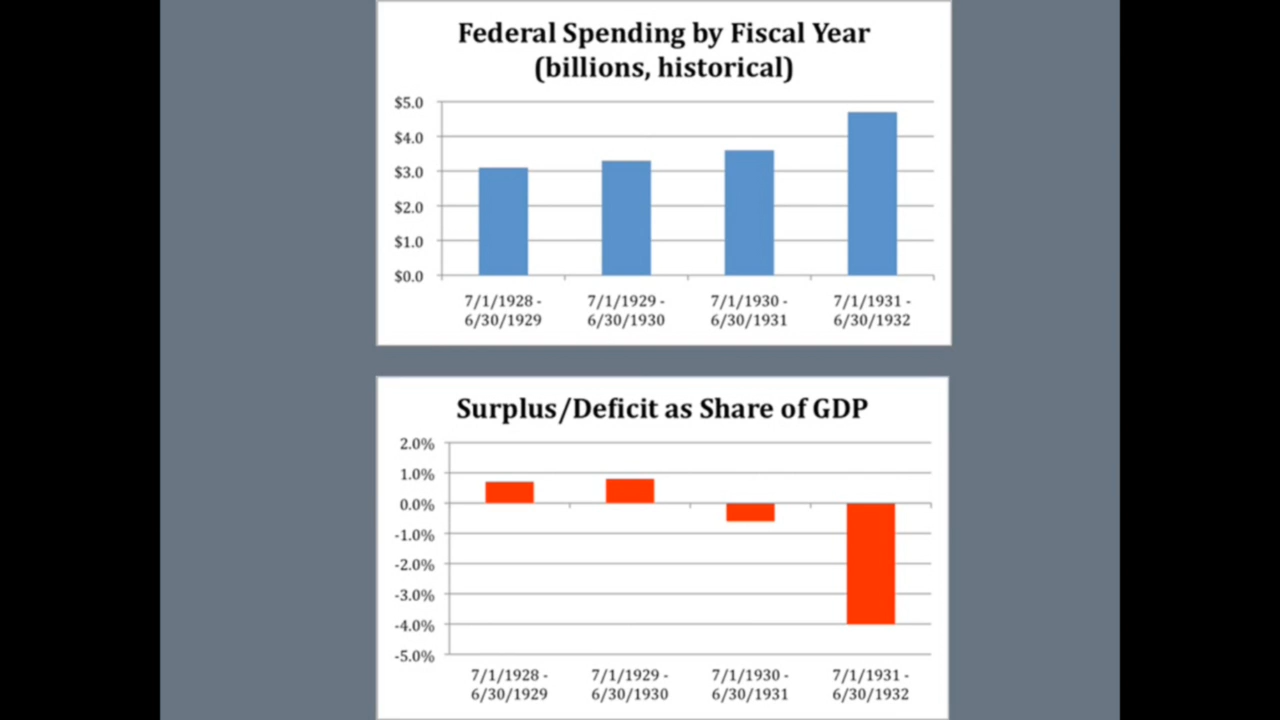 Federal Spending by Fiscal Year
(billions, historical)
$5.0
$4.0
$3.0
$2.0
$1.0
$0.0
7/1/1928 - 7/1/1929 - 7/1/1930 - 7/1/1931 -
6/30/1929 6/30/1930 6/30/1931 6/30/1932
Surplus/Deficit as Share of GDP
2.0%
1.0%
0.0%
-1.0%
-2.0%
-3.0%
-4.0%
-5.0%
7/1/1928 - 7/1/1929 - 7/1/1930 - 7/1/1931 -
6/30/1929 6/30/1930 6/30/1931 6/30/1932